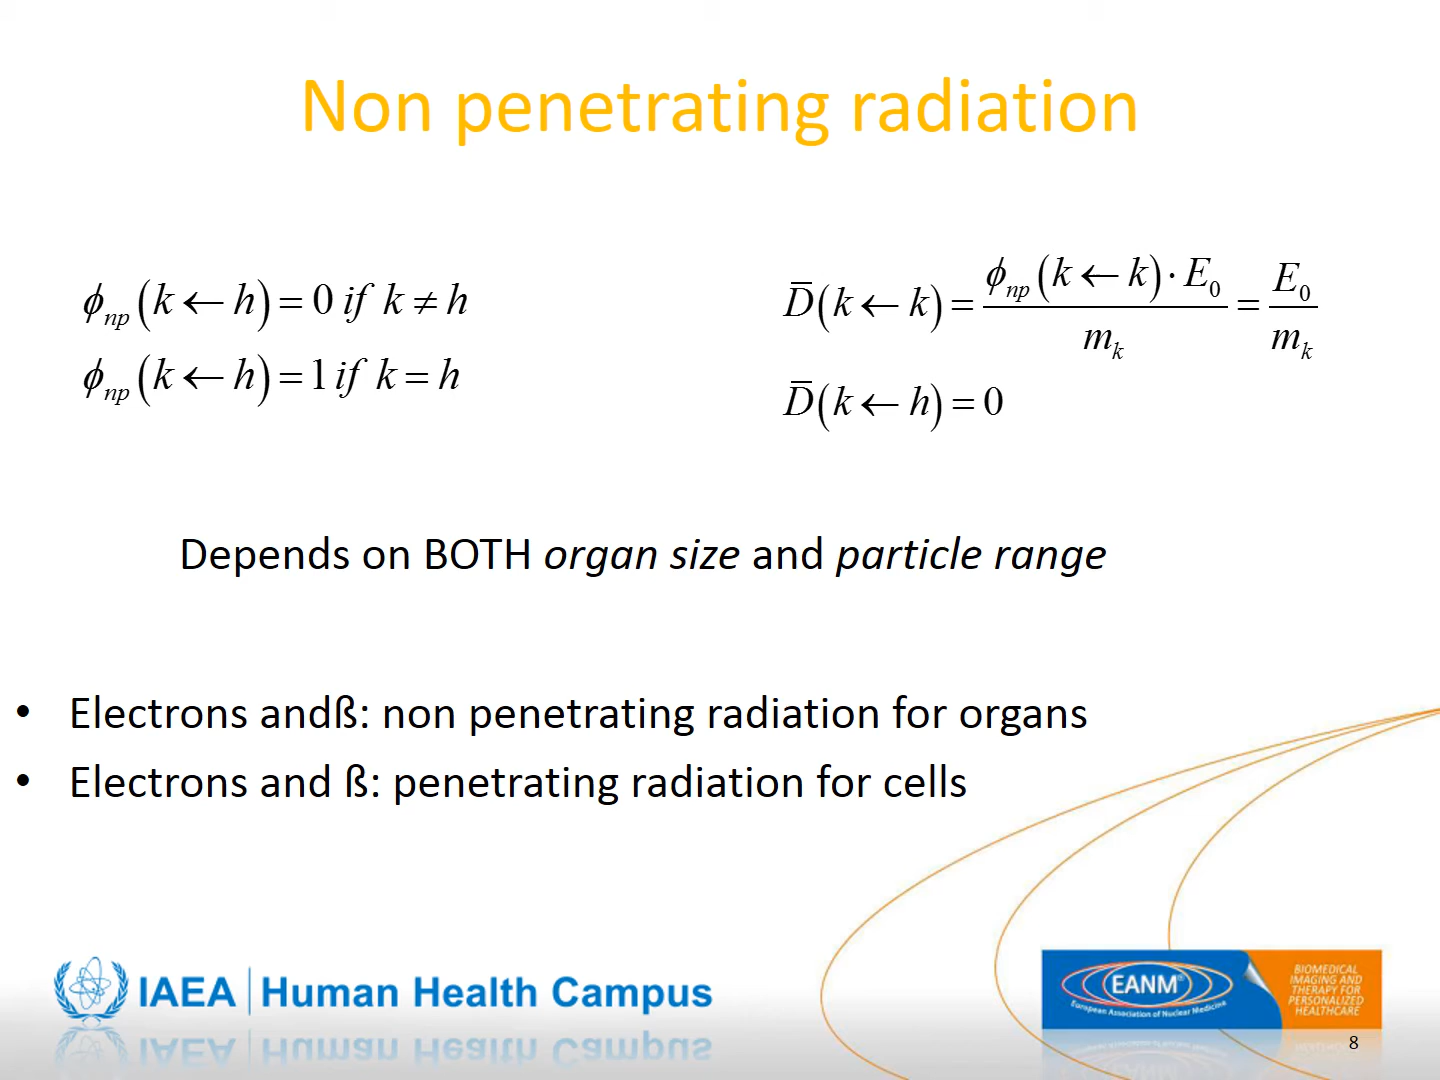 Non penetrating radiation
ϕnp(k ← h) = 0 if k ≠ h
ϕnp(k ← h) = 1 if k = h
D̅(k ← k) = ϕnp(k ← k) · E0 / mk = E0 / mk
D̅(k ← h) = 0
Depends on BOTH organ size and particle range
• Electrons andß: non penetrating radiation for organs
• Electrons and ß: penetrating radiation for cells
IAEA | Human Health Campus
EANM®
European Association of Nuclear Medicine
BIOMEDICAL
IMAGING AND
THERAPY FOR
PERSONALIZED
HEALTHCARE
8